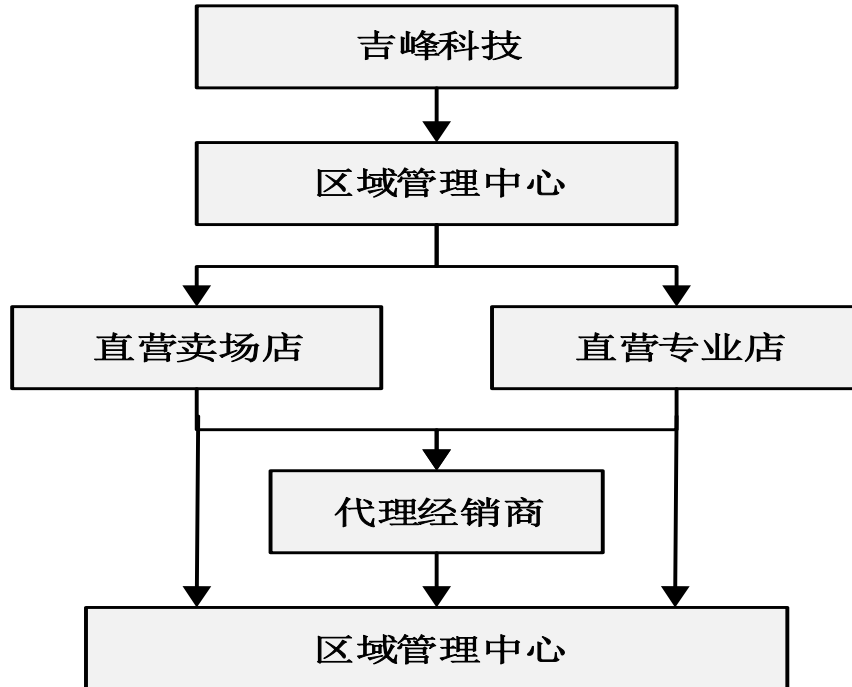 吉峰科技
区域管理中心
直营卖场店
直营专业店
代理经销商
区域管理中心